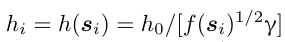 h_i = h(𝒔_i) = h_0/[f(𝒔_i)^{1/2}γ]